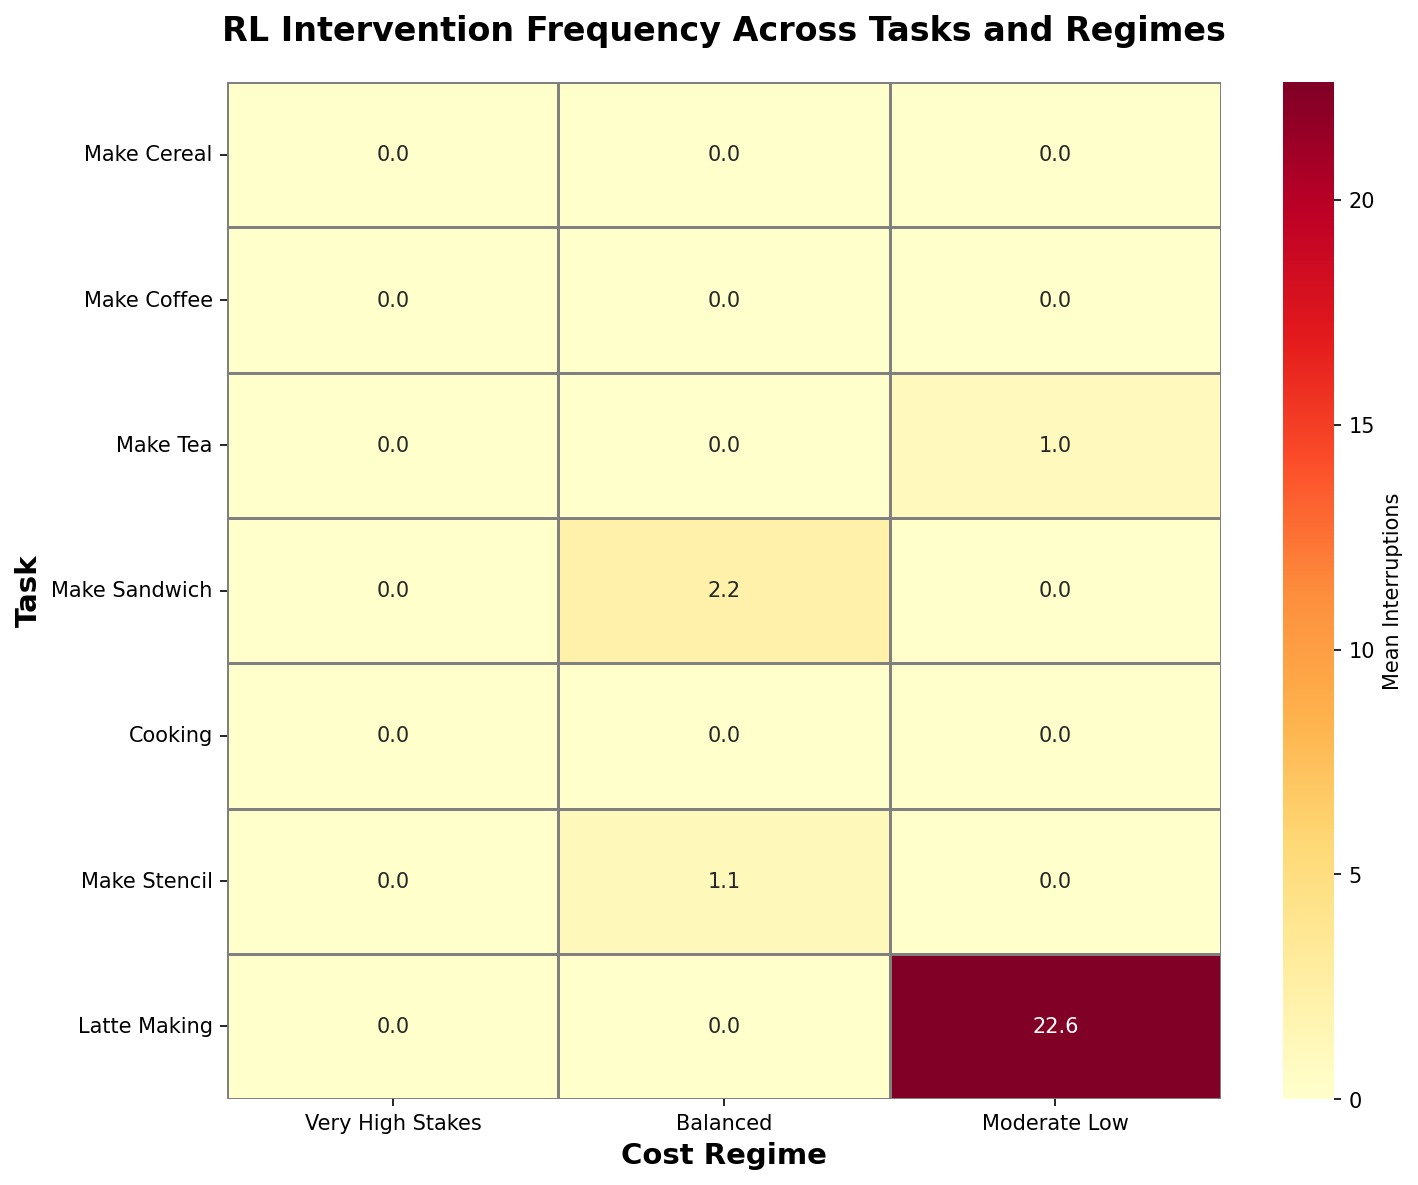 RL Intervention Frequency Across Tasks and Regimes
Make Cereal 0.0 0.0 0.0
Make Coffee 0.0 0.0 0.0
Make Tea 0.0 0.0 1.0
Make Sandwich 0.0 2.2 0.0
Cooking 0.0 0.0 0.0
Make Stencil 0.0 1.1 0.0
Latte Making 0.0 0.0 22.6
Very High Stakes Balanced Moderate Low
Cost Regime
Task
20
15
10
5
0
Mean Interruptions